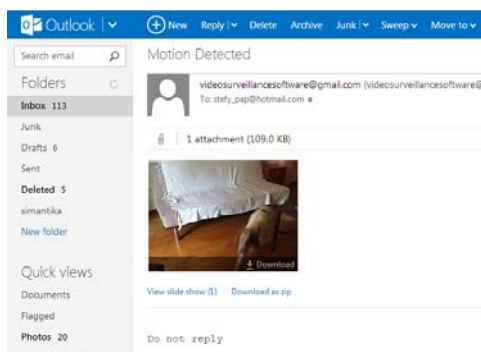 Outlook
New Reply Delete Archive Junk Sweep Move to
Search email
Motion Detected
Folders
Inbox 113
Junk
Drafts 6
Sent
Deleted 5
simantika
New folder
Quick views
Documents
Flagged
Photos 20
videosurveillancesoftware@gmail.com (videosurveillancesoftware@
To: stefy_pap@hotmail.com
1 attachment (109.0 KB)
Download
View slide show (1) Download as zip
Do not reply